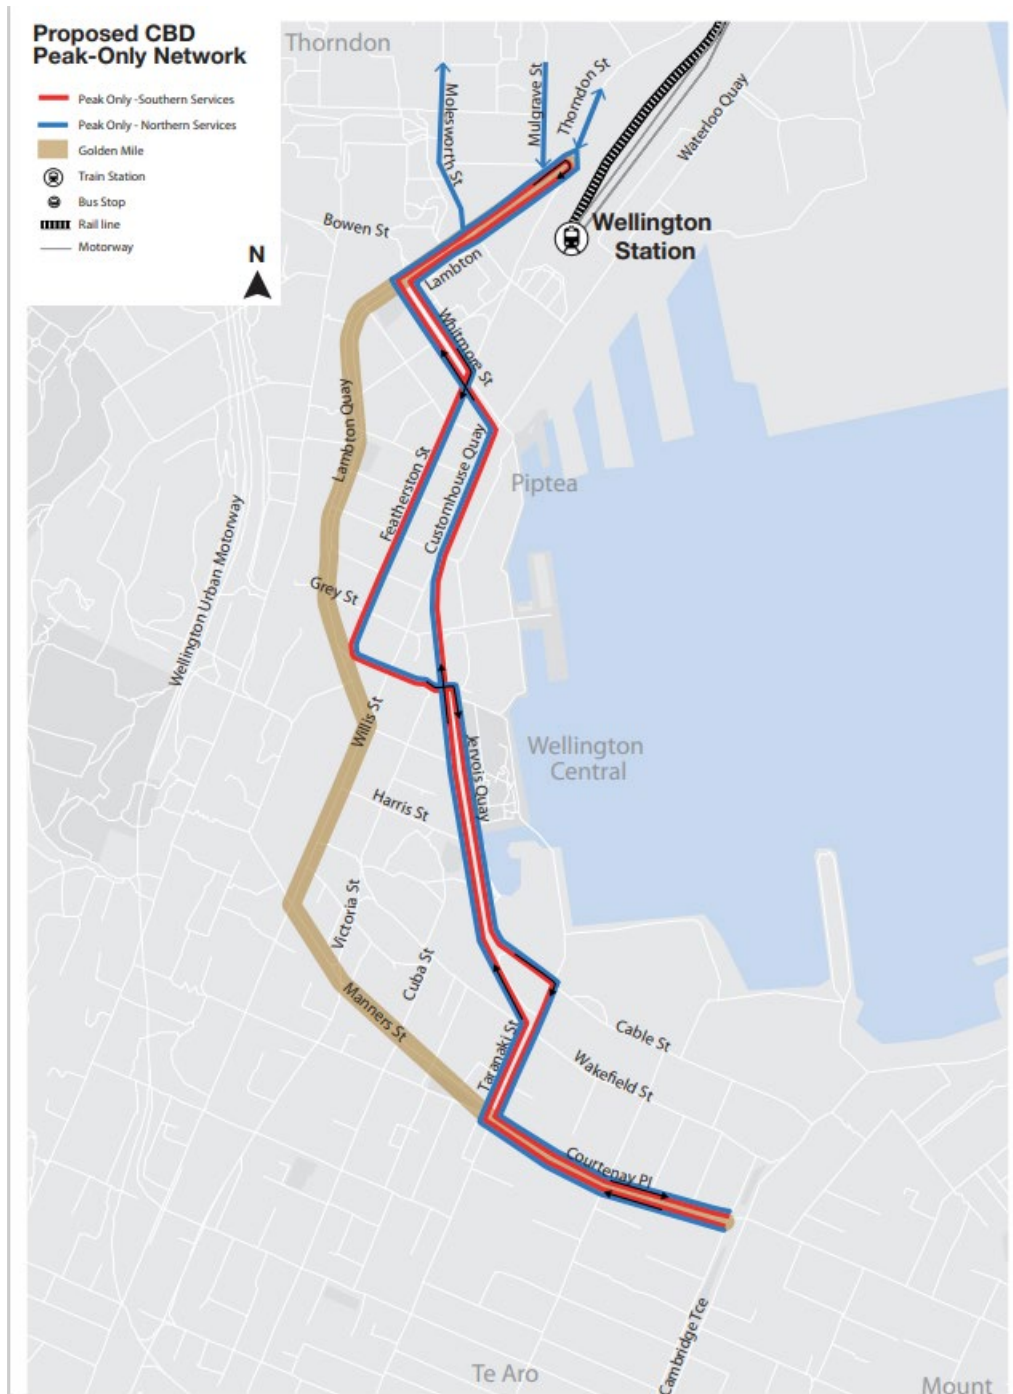 Proposed CBD
Peak-Only Network
Peak Only -Southern Services
Peak Only - Northern Services
Golden Mile
Train Station
Bus Stop
Rail line
Motorway
N
Thorndon
Molesworth St
Mulgrave St
Thorndon St
Waterloo Quay
Bowen St
Wellington
Station
Lambton
Whitmore St
Lambton Quay
Featherston St
Customhouse Quay
Piptea
Wellington Urban Motorway
Grey St
Willis St
Jervois Quay
Wellington
Central
Harris St
Victoria St
Cuba St
Manners St
Taranaki St
Cable St
Wakefield St
Courtenay Pl
Cambridge Tce
Te Aro
Mount